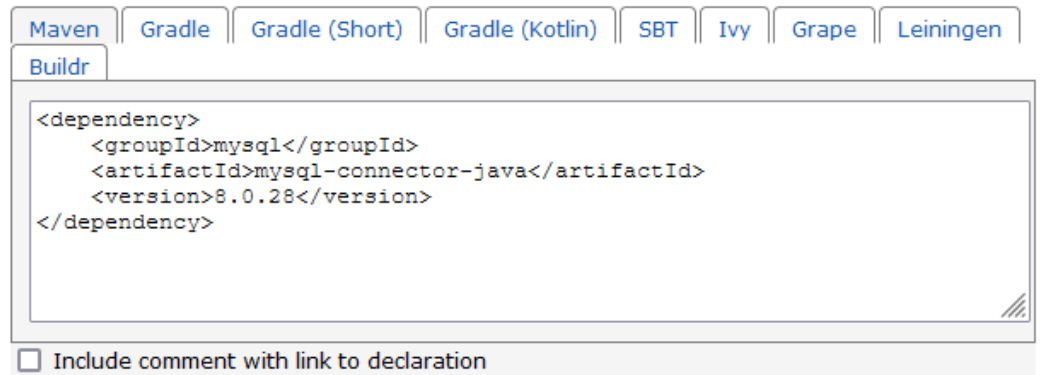 Maven Gradle Gradle (Short) Gradle (Kotlin) SBT Ivy Grape Leiningen
Buildr
<dependency>
    <groupId>mysql</groupId>
    <artifactId>mysql-connector-java</artifactId>
    <version>8.0.28</version>
</dependency>
Include comment with link to declaration